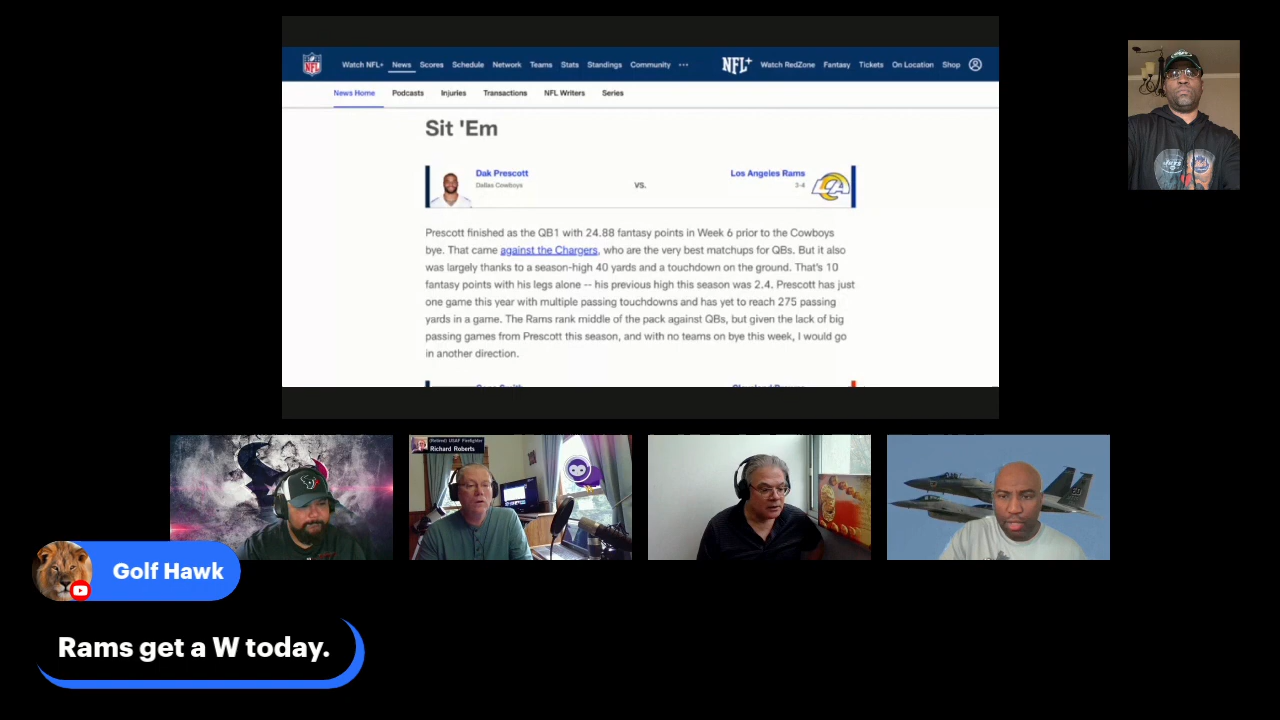 NFL
Watch NFL+ News Scores Schedule Network Teams Stats Standings Community ••• NFL+ Watch RedZone Fantasy Tickets On Location Shop
News Home Podcasts Injuries Transactions NFL Writers Series
Sit 'Em
Dak Prescott
Dallas Cowboys
VS.
Los Angeles Rams
3-4
Prescott finished as the QB1 with 24.88 fantasy points in Week 6 prior to the Cowboys
bye. That came against the Chargers, who are the very best matchups for QBs. But it also
was largely thanks to a season-high 40 yards and a touchdown on the ground. That's 10
fantasy points with his legs alone -- his previous high this season was 2.4. Prescott has just
one game this year with multiple passing touchdowns and has yet to reach 275 passing
yards in a game. The Rams rank middle of the pack against QBs, but given the lack of big
passing games from Prescott this season, and with no teams on bye this week, I would go
in another direction.
(Retired) USAF Firefighter
Richard Roberts
Golf Hawk
Rams get a W today.